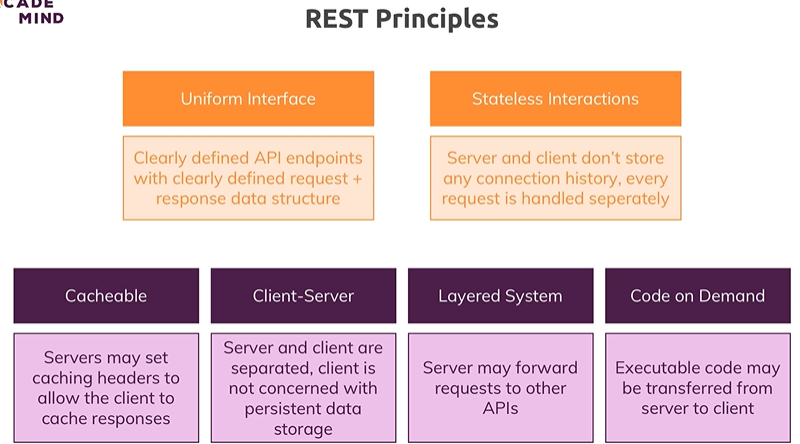 CADE
MIND
REST Principles
Uniform Interface
Clearly defined API endpoints
with clearly defined request +
response data structure
Stateless Interactions
Server and client don't store
any connection history, every
request is handled seperately
Cacheable
Servers may set
caching headers to
allow the client to
cache responses
Client-Server
Server and client are
separated, client is
not concerned with
persistent data
storage
Layered System
Server may forward
requests to other
APIs
Code on Demand
Executable code may
be transferred from
server to client